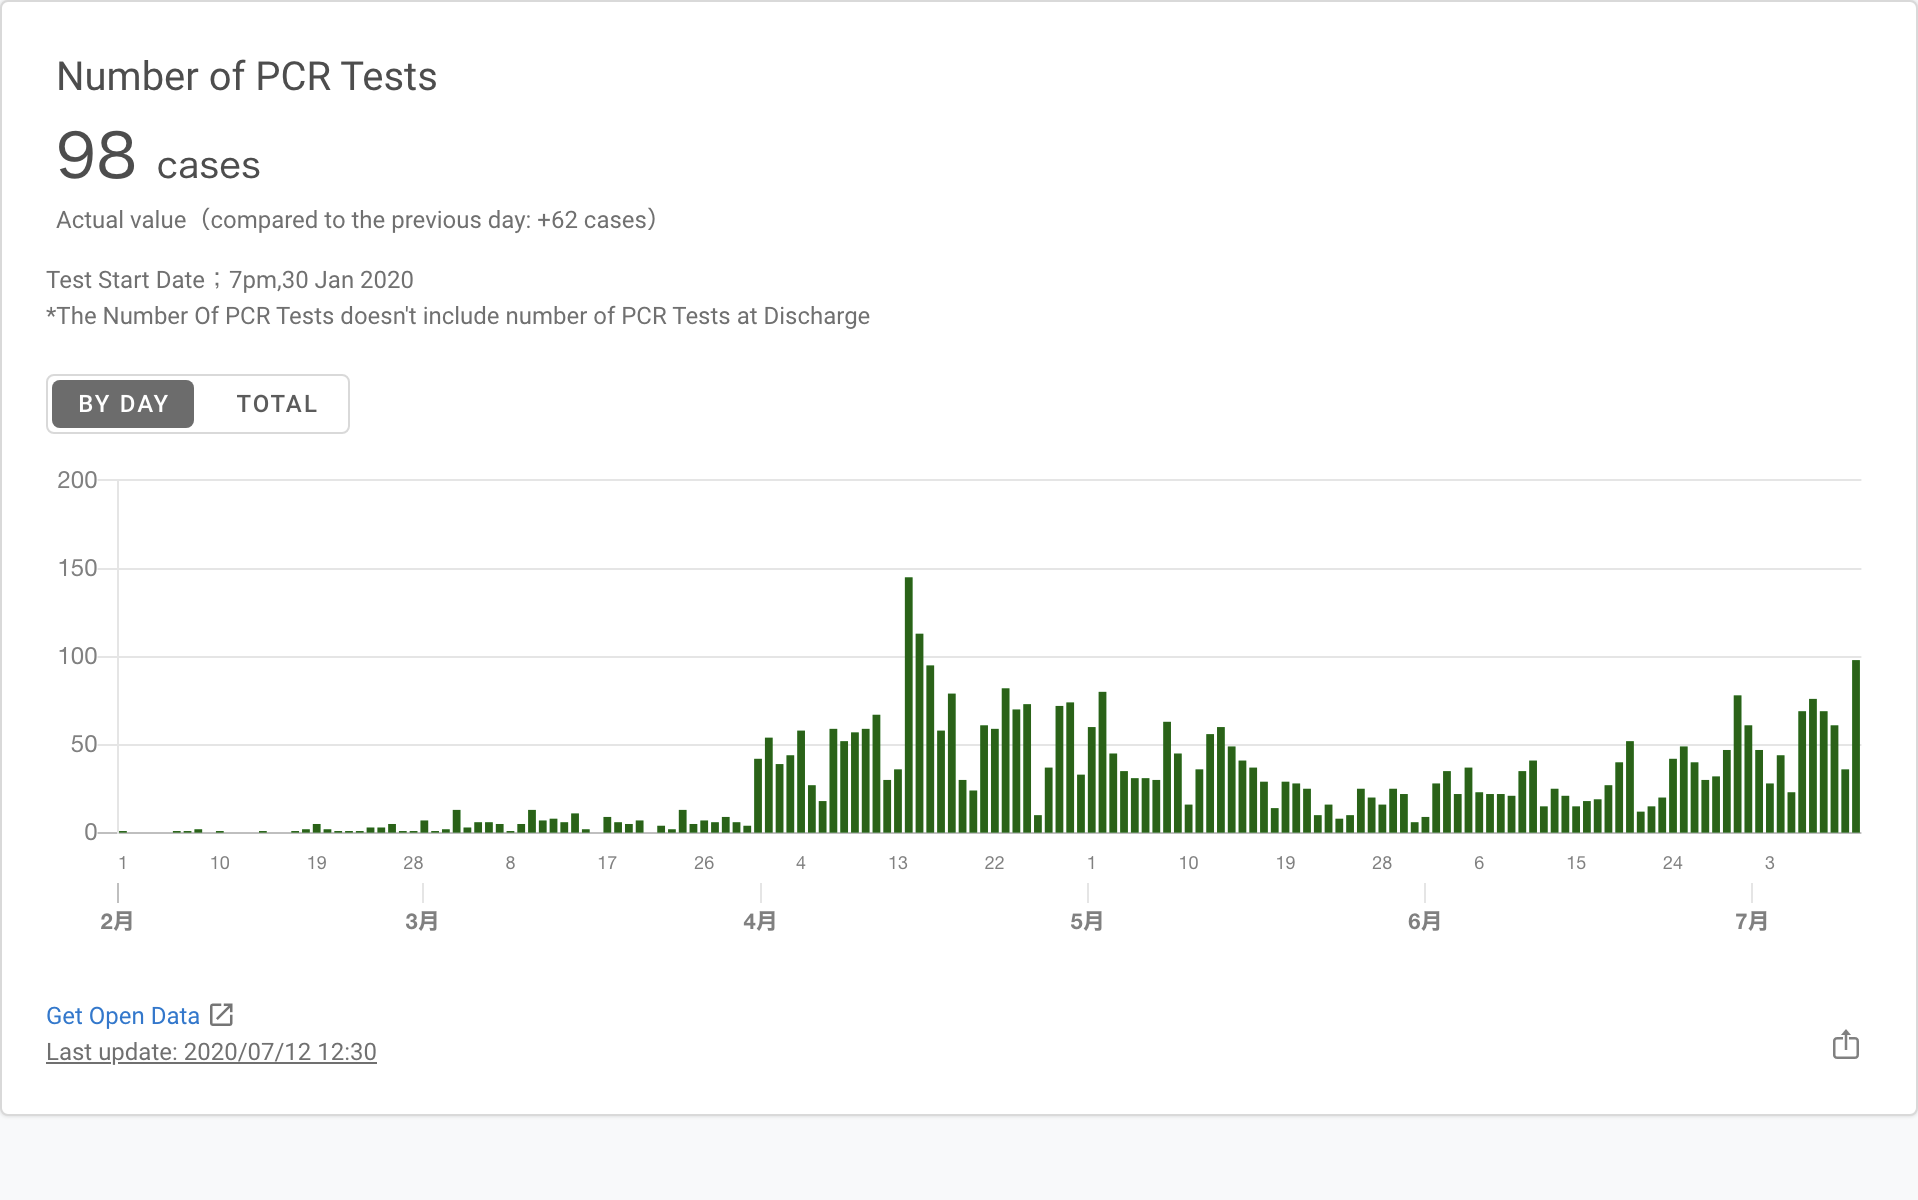 Number of PCR Tests
98 cases
Actual value（compared to the previous day: +62 cases）
Test Start Date；7pm,30 Jan 2020
*The Number Of PCR Tests doesn't include number of PCR Tests at Discharge
BY DAY TOTAL
200
150
100
50
0
1 10 19 28 8 17 26 4 13 22 1 10 19 28 6 15 24 3
2月 3月 4月 5月 6月 7月
Get Open Data
Last update: 2020/07/12 12:30